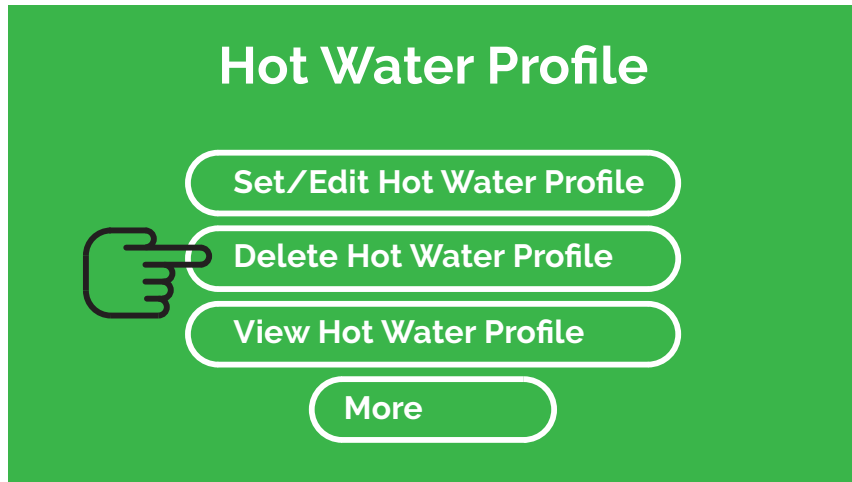 Hot Water Profile
Set/Edit Hot Water Profile
Delete Hot Water Profile
View Hot Water Profile
More